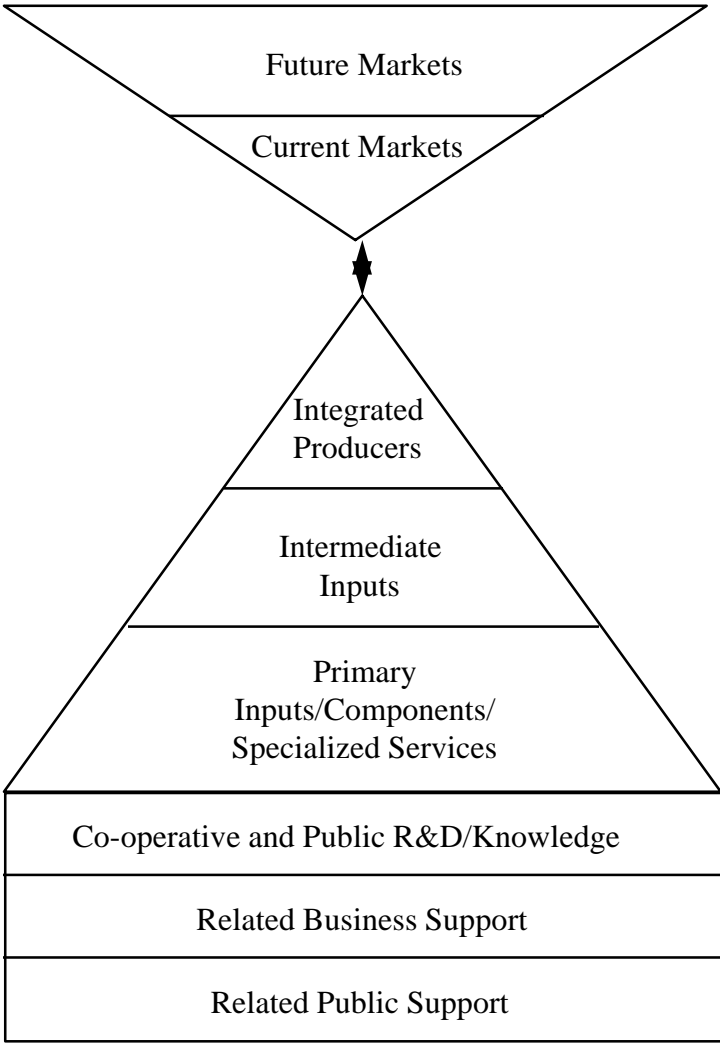 Future Markets
Current Markets
Integrated
Producers
Intermediate
Inputs
Primary
Inputs/Components/
Specialized Services
Co-operative and Public R&D/Knowledge
Related Business Support
Related Public Support